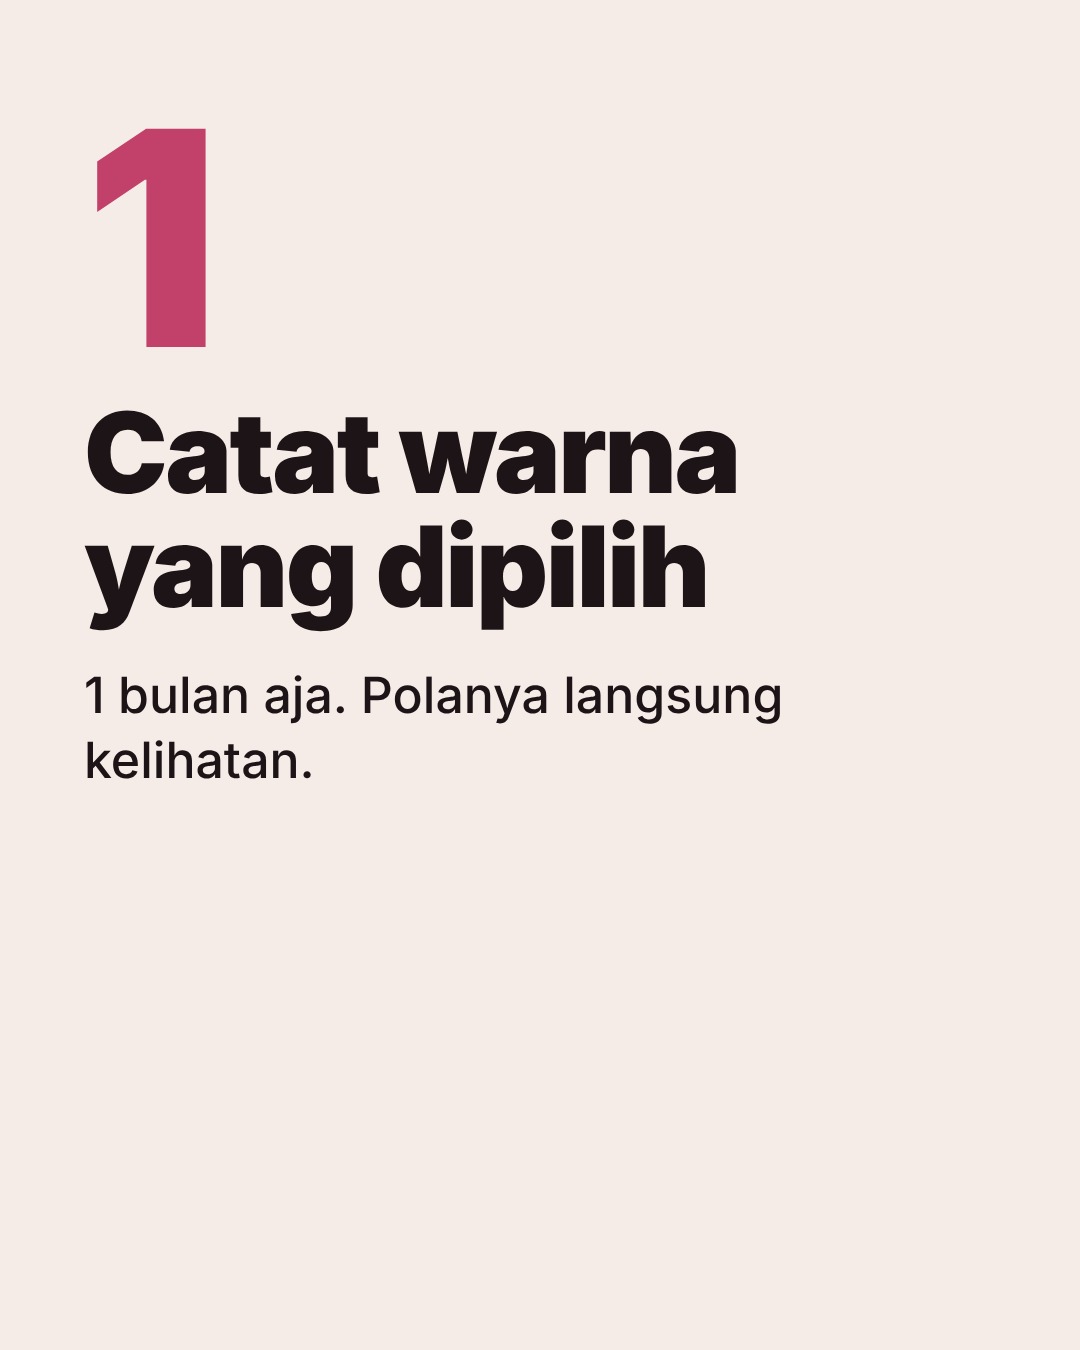 1
Catat warna
yang dipilih
1 bulan aja. Polanya langsung
kelihatan.